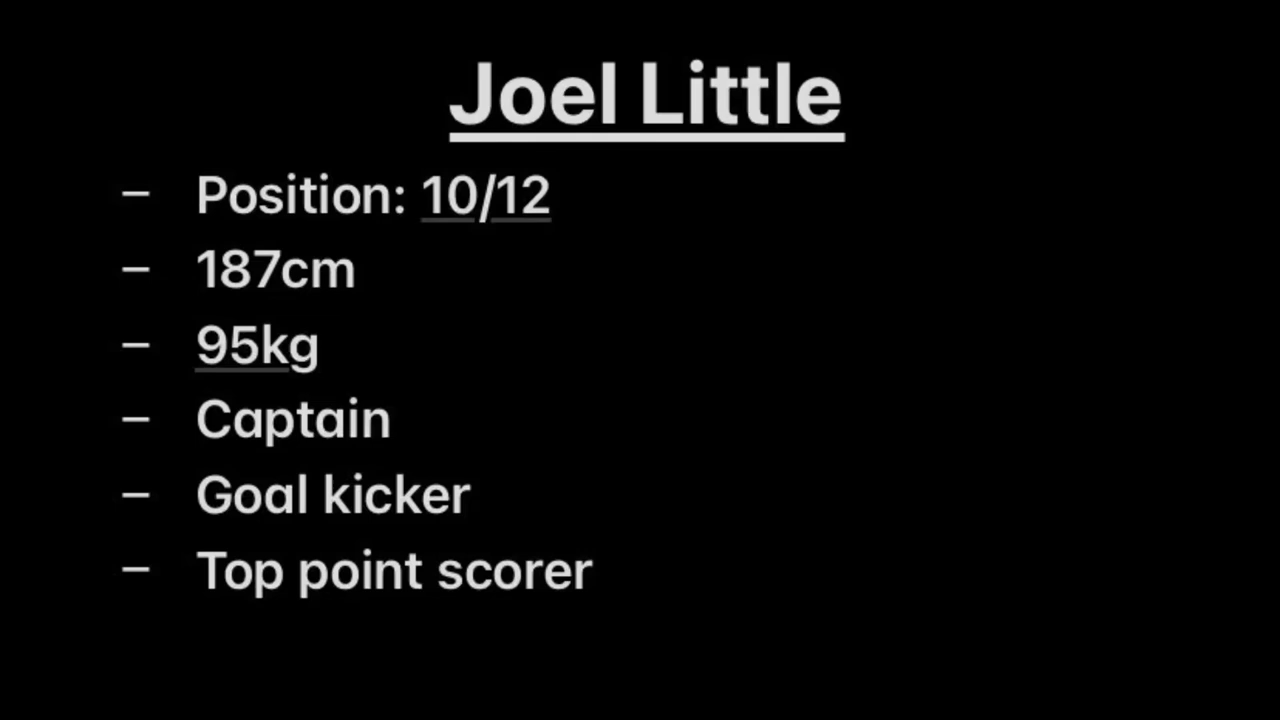 Joel Little
– Position: 10/12
– 187cm
– 95kg
– Captain
– Goal kicker
– Top point scorer